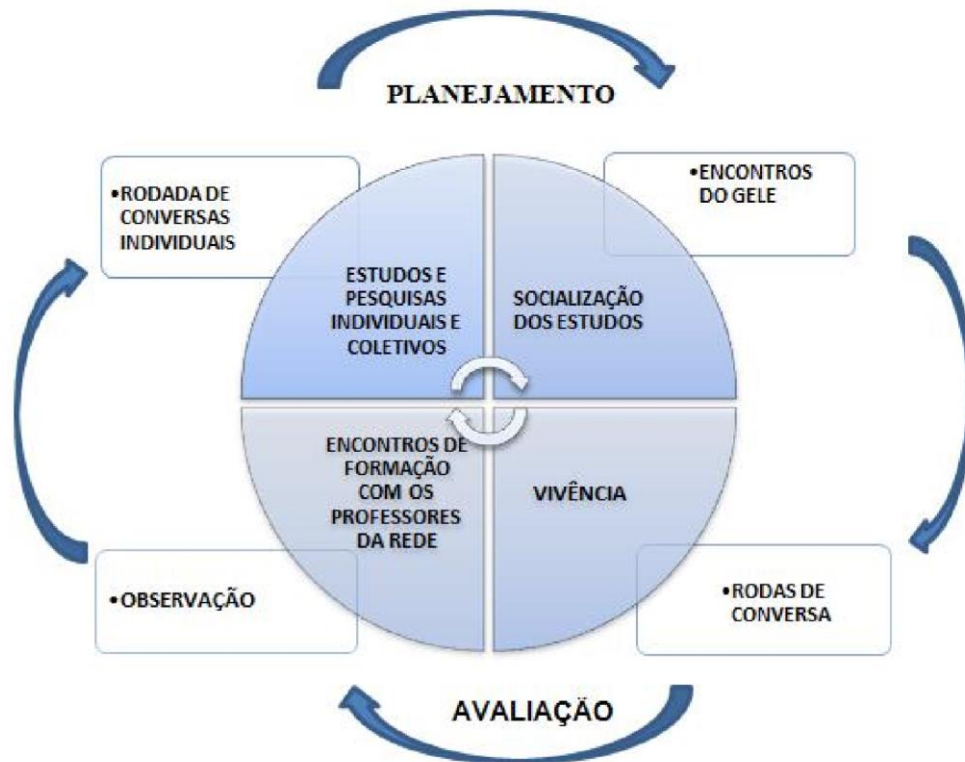 PLANEJAMENTO
•RODADA DE
CONVERSAS
INDIVIDUAIS
•ENCONTROS
DO GELE
ESTUDOS E
PESQUISAS
INDIVIDUAIS E
COLETIVOS
SOCIALIZAÇÃO
DOS ESTUDOS
ENCONTROS DE
FORMAÇÃO
COM OS
PROFESSORES
DA REDE
VIVÊNCIA
•OBSERVAÇÃO
•RODAS DE
CONVERSA
AVALIAÇÃO